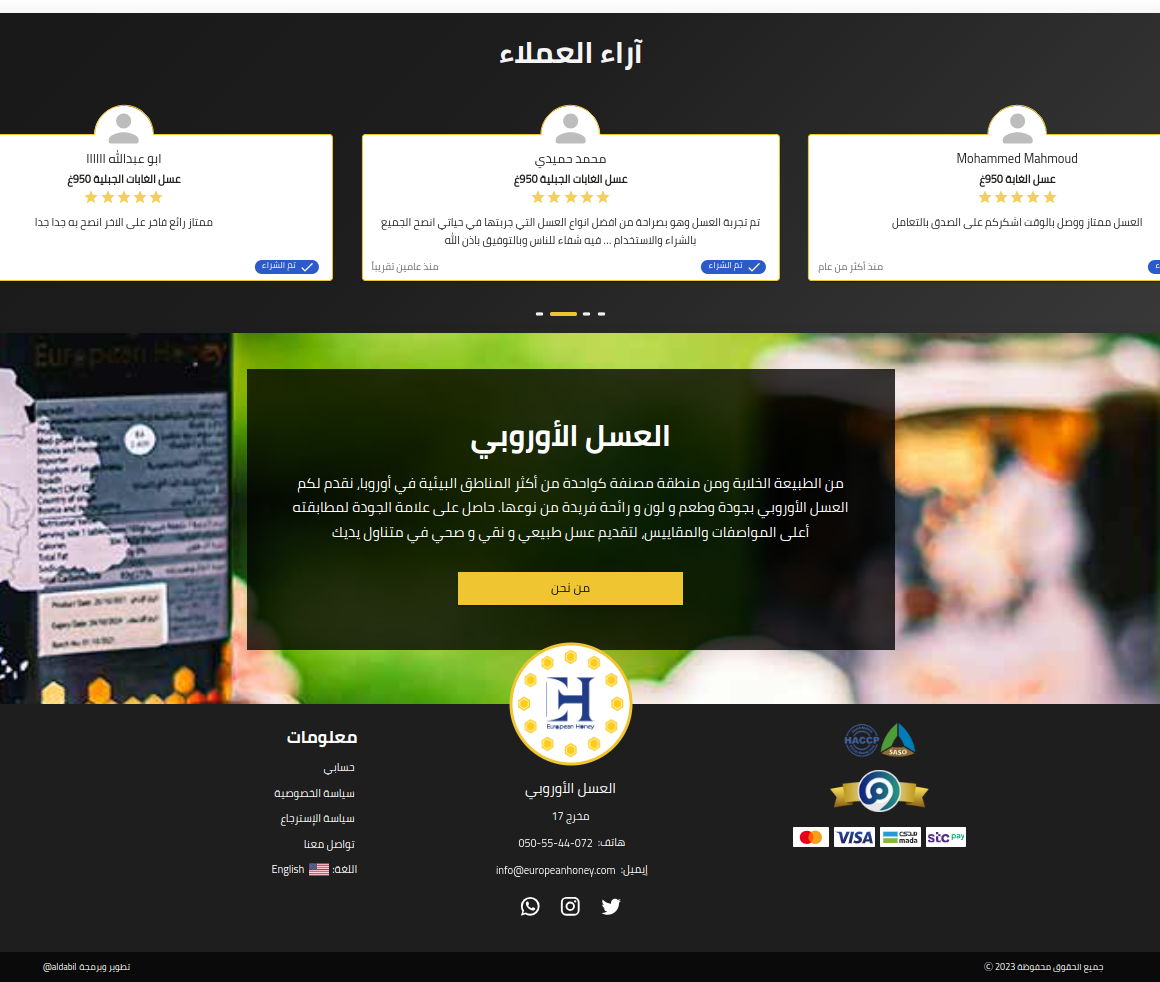 آراء العملاء
Mohammed Mahmoud
عسل الغابة 950غ
العسل ممتاز ووصل بالوقت اشكركم على الصدق بالتعامل
منذ أكثر من عام
محمد حميدي
عسل الغابات الجبلية 950غ
تم تجربة العسل وهو بصراحة من افضل انواع العسل التي جربتها في حياتي انصح الجميع
بالشراء والاستخدام ... فيه شفاء للناس وبالتوفيق باذن الله
تم الشراء
منذ عامين تقريباً
ابو عبدالله اااااا
عسل الغابات الجبلية 950غ
ممتاز رائع فاخر على الاخر انصح به جدا جدا
تم الشراء
European Honey
العسل الأوروبي
من الطبيعة الخلابة ومن منطقة مصنفة كواحدة من أكثر المناطق البيئية في أوروبا, نقدم لكم
العسل الأوروبي بجودة وطعم و لون و رائحة فريدة من نوعها. حاصل على علامة الجودة لمطابقته
أعلى المواصفات والمقاييس, لتقديم عسل طبيعي و نقي و صحي في متناول يديك
من نحن
EH
European Honey
HACCP
SASO
VISA
مدى
mada
stc pay
العسل الأوروبي
مخرج 17
هاتف: 050-55-44-072
إيميل: info@europeanhoney.com
معلومات
حسابي
سياسة الخصوصية
سياسة الإسترجاع
تواصل معنا
اللغة: English
جميع الحقوق محفوظة 2023 ©
تطوير وبرمجة @aldabil